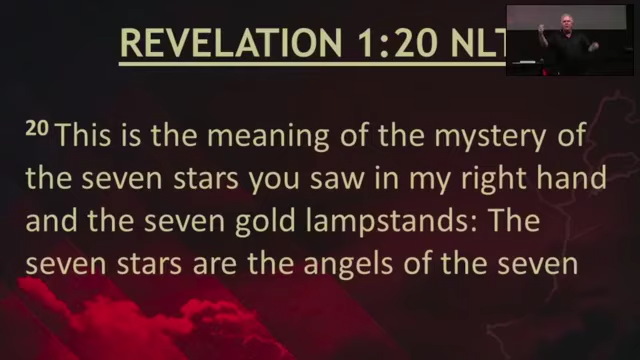 REVELATION 1:20 NLT
20 This is the meaning of the mystery of
the seven stars you saw in my right hand
and the seven gold lampstands: The
seven stars are the angels of the seven